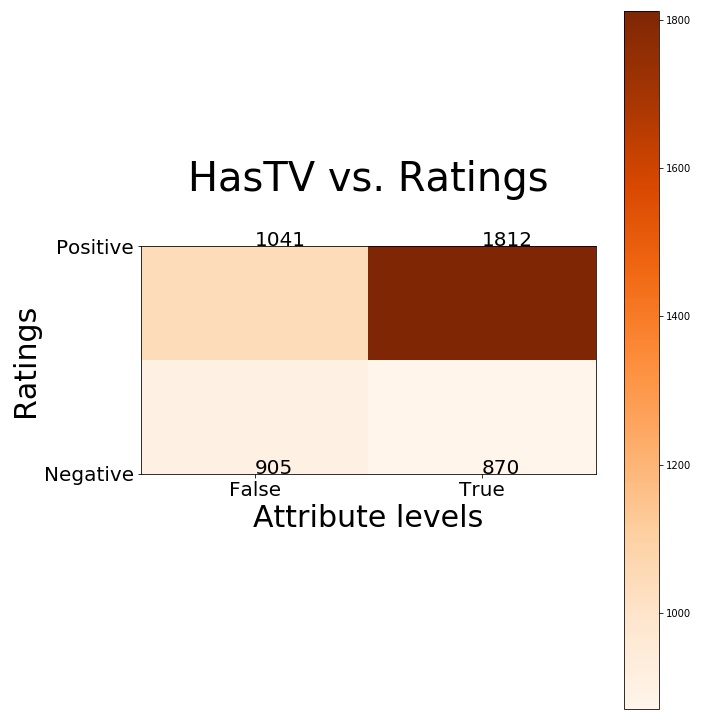 HasTV vs. Ratings
1041 1812
Positive
Ratings
905 870
Negative
False True
Attribute levels
1800
1600
1400
1200
1000